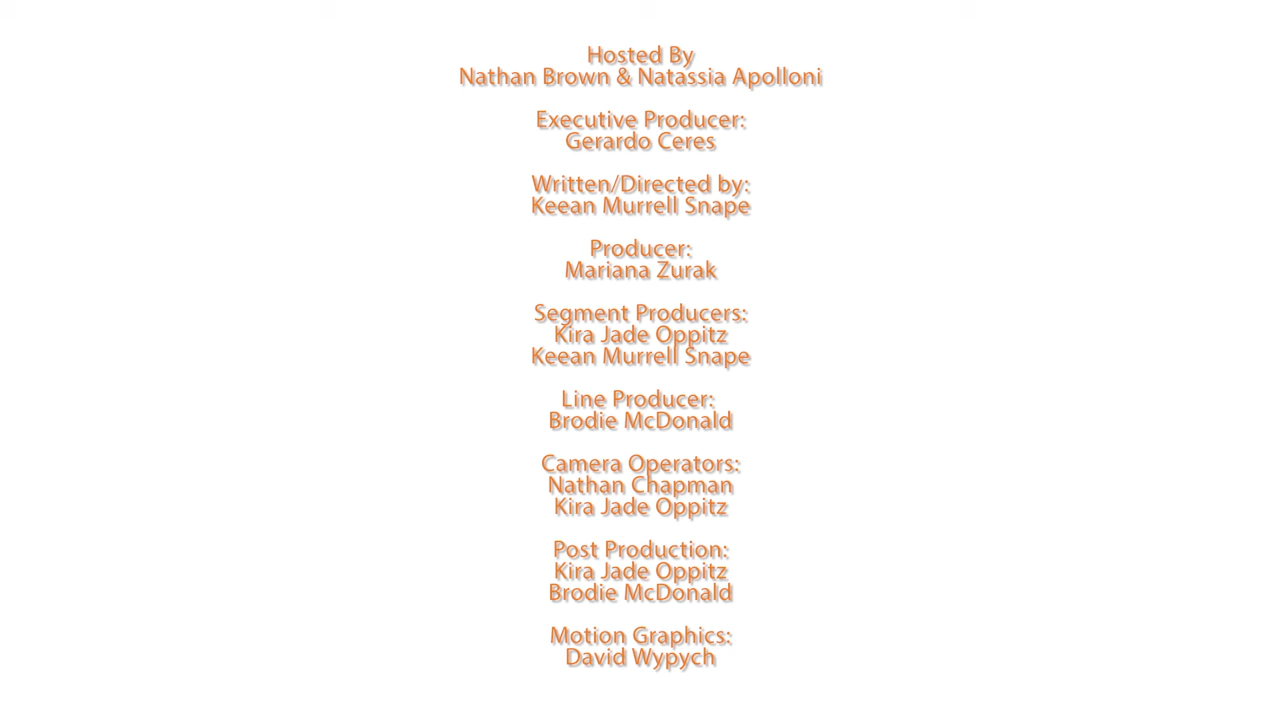 Hosted By
Nathan Brown & Natassia Apolloni
Executive Producer:
Gerardo Ceres
Written/Directed by:
Keean Murrell Snape
Producer:
Mariana Zurak
Segment Producers:
Kira Jade Oppitz
Keean Murrell Snape
Line Producer:
Brodie McDonald
Camera Operators:
Nathan Chapman
Kira Jade Oppitz
Post Production:
Kira Jade Oppitz
Brodie McDonald
Motion Graphics:
David Wypych